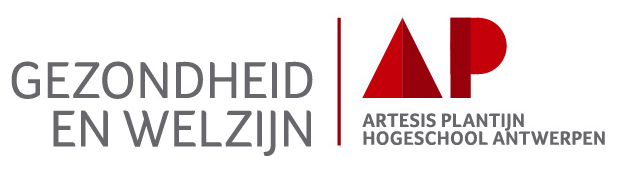 GEZONDHEID
EN WELZIJN
AP
ARTESIS PLANTIJN
HOGESCHOOL ANTWERPEN